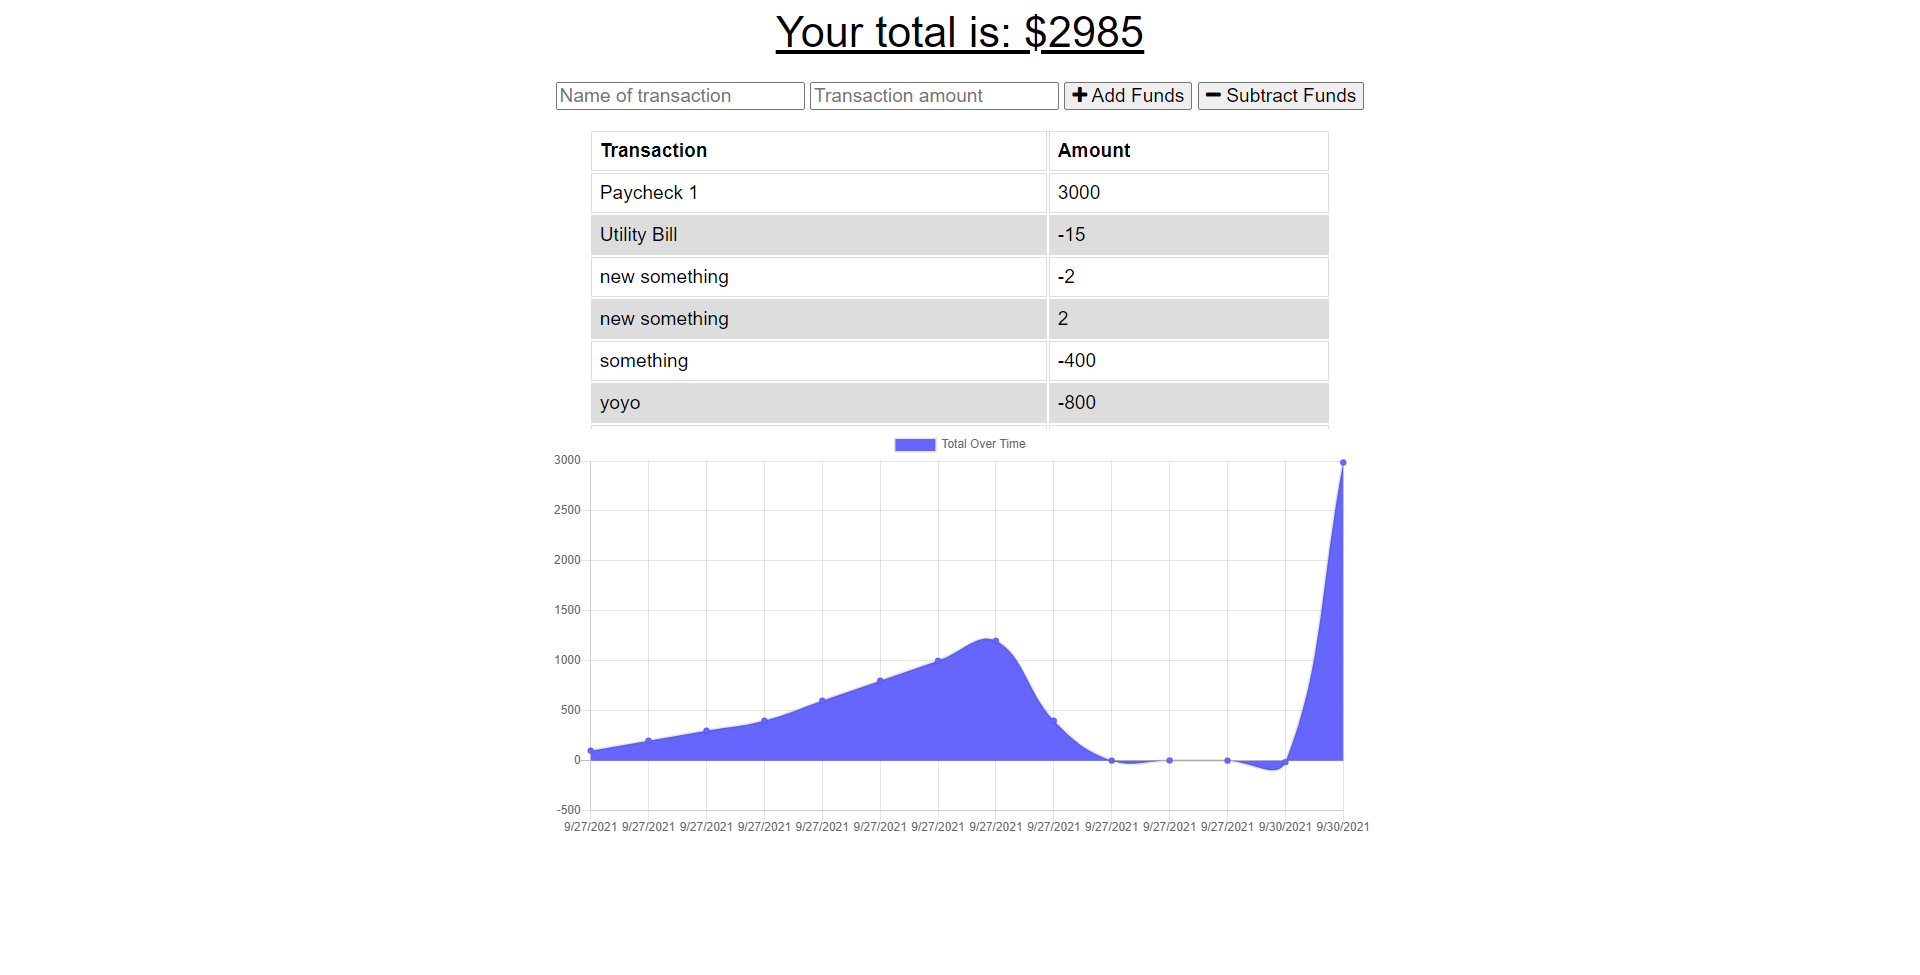 Your total is: $2985
Name of transaction Transaction amount Add Funds Subtract Funds
Transaction Amount
Paycheck 1 3000
Utility Bill -15
new something -2
new something 2
something -400
yoyo -800
Total Over Time
3000
2500
2000
1500
1000
500
0
-500
9/27/2021 9/27/2021 9/27/2021 9/27/2021 9/27/2021 9/27/2021 9/27/2021 9/27/2021 9/27/2021 9/27/2021 9/27/2021 9/27/2021 9/30/2021 9/30/2021